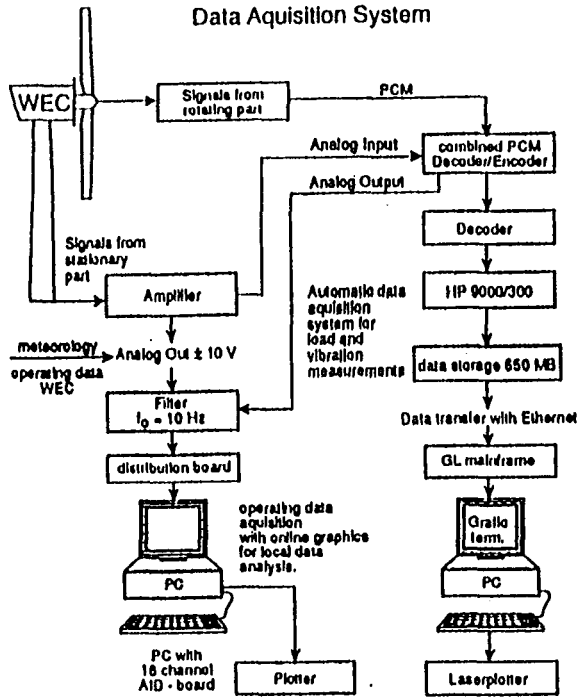 Data Aquisition System
WEC
Signals from
rotating part
PCM
Analog Input
combined PCM
Decoder/Encoder
Analog Output
Signals from
stationary
part
Decoder
Amplifier
Automatic data
aquisition
system for
load and
vibration
measurements
HP 9000/300
meteorology
Analog Out ± 10 V
operating data
WEC
data storage 650 MB
Filter
f₀ = 10 Hz
Data transfer with Ethernet
distribution board
GL mainframe
operating data
aquisition
with online graphics
for local data
analysis.
Grafic
term.
PC
PC
PC with
16 channel
A/D - board
Plotter
Laserplotter